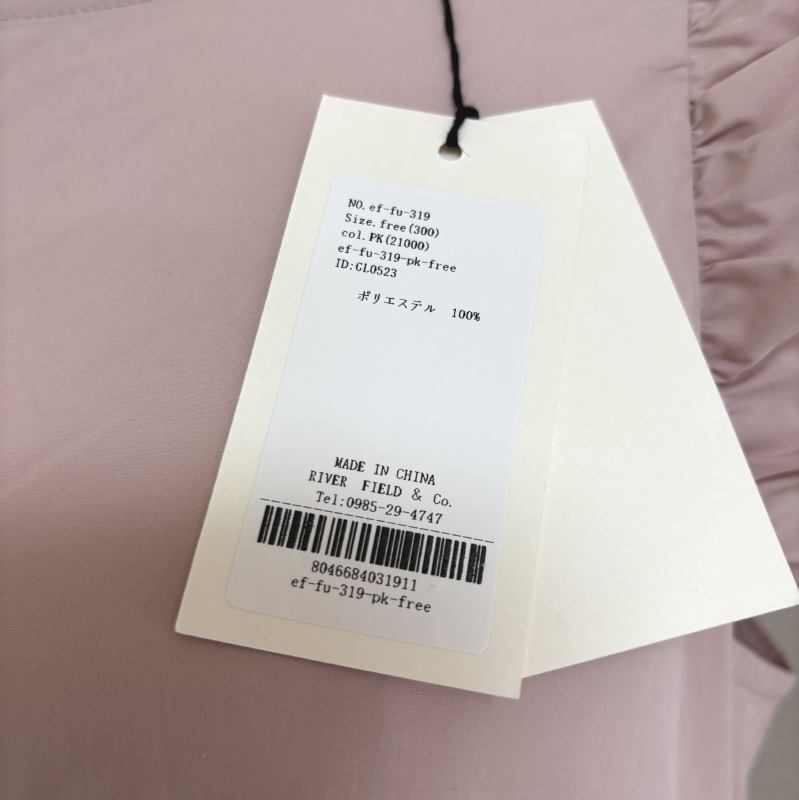 NO. ef-fu-319
Size. free(300)
col. PK(21000)
ef-fu-319-pk-free
ID:GL0523
ポリエステル 100%
MADE IN CHINA
RIVER FIELD & Co.
Tel:0985-29-4747
8046684031911
ef-fu-319-pk-free